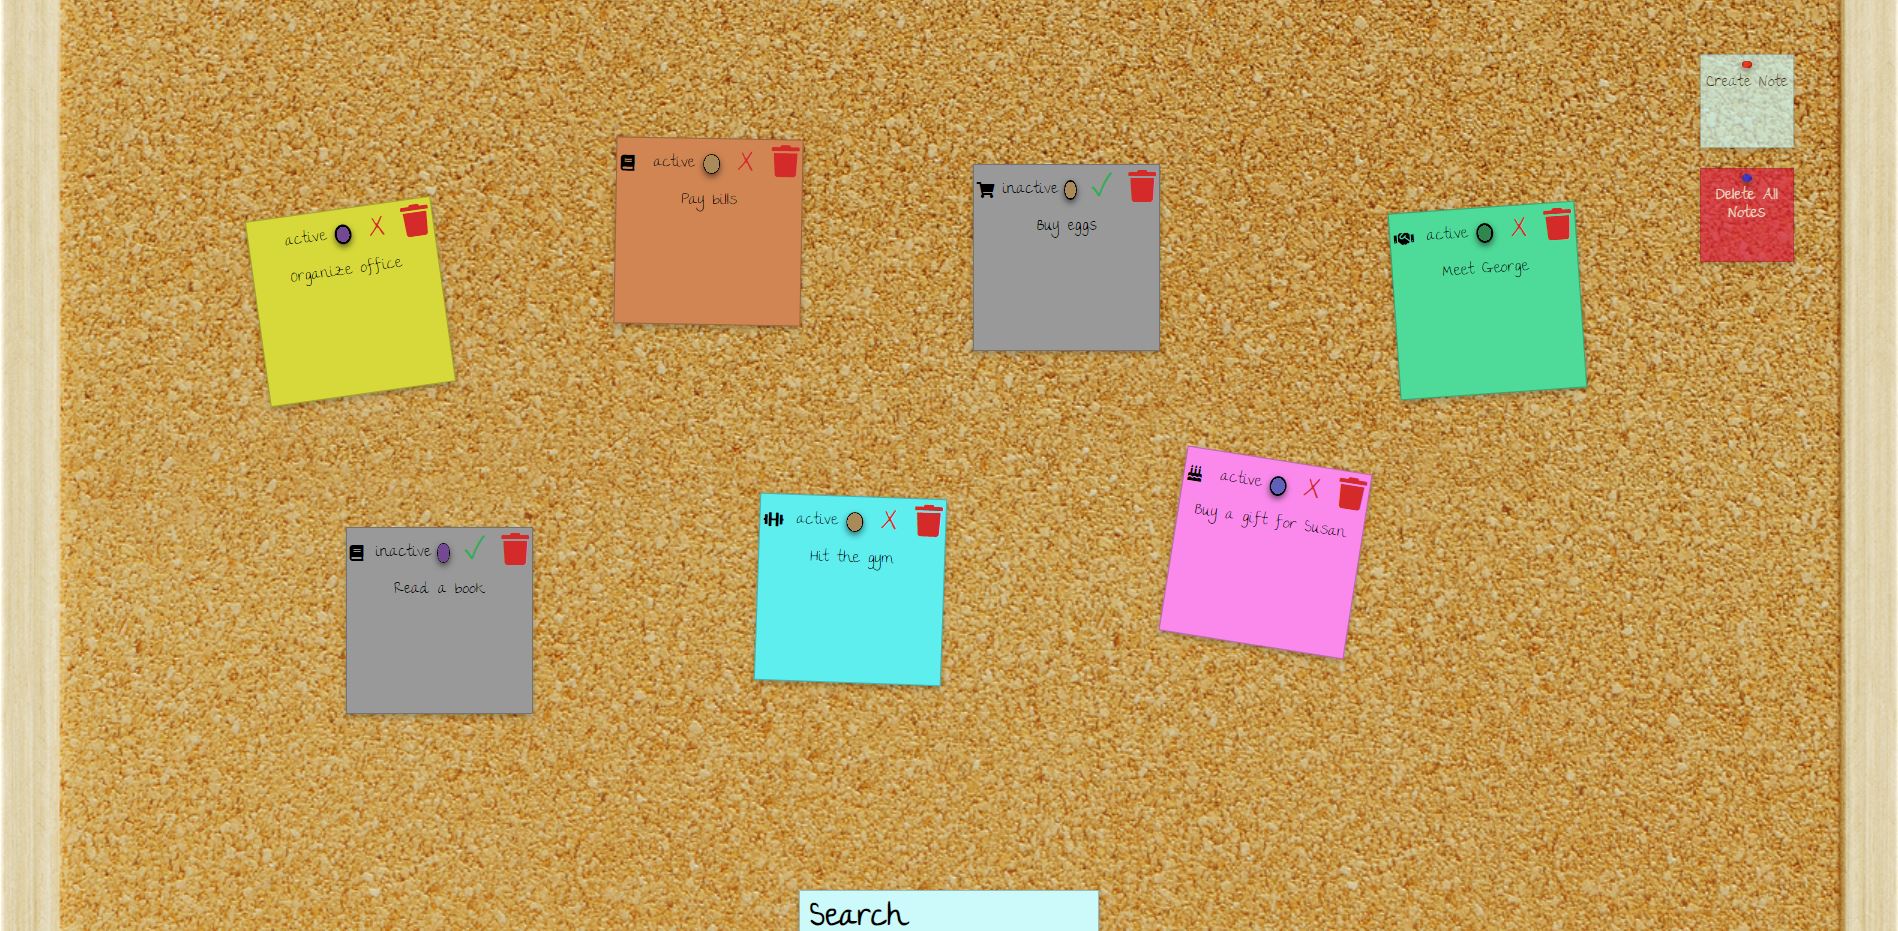 Create Note
Delete All
Notes
active X
Organize office
active X
Pay bills
inactive ✓
Buy eggs
active X
Meet George
inactive ✓
Read a book
active X
Hit the gym
active X
Buy a gift for Susan
Search